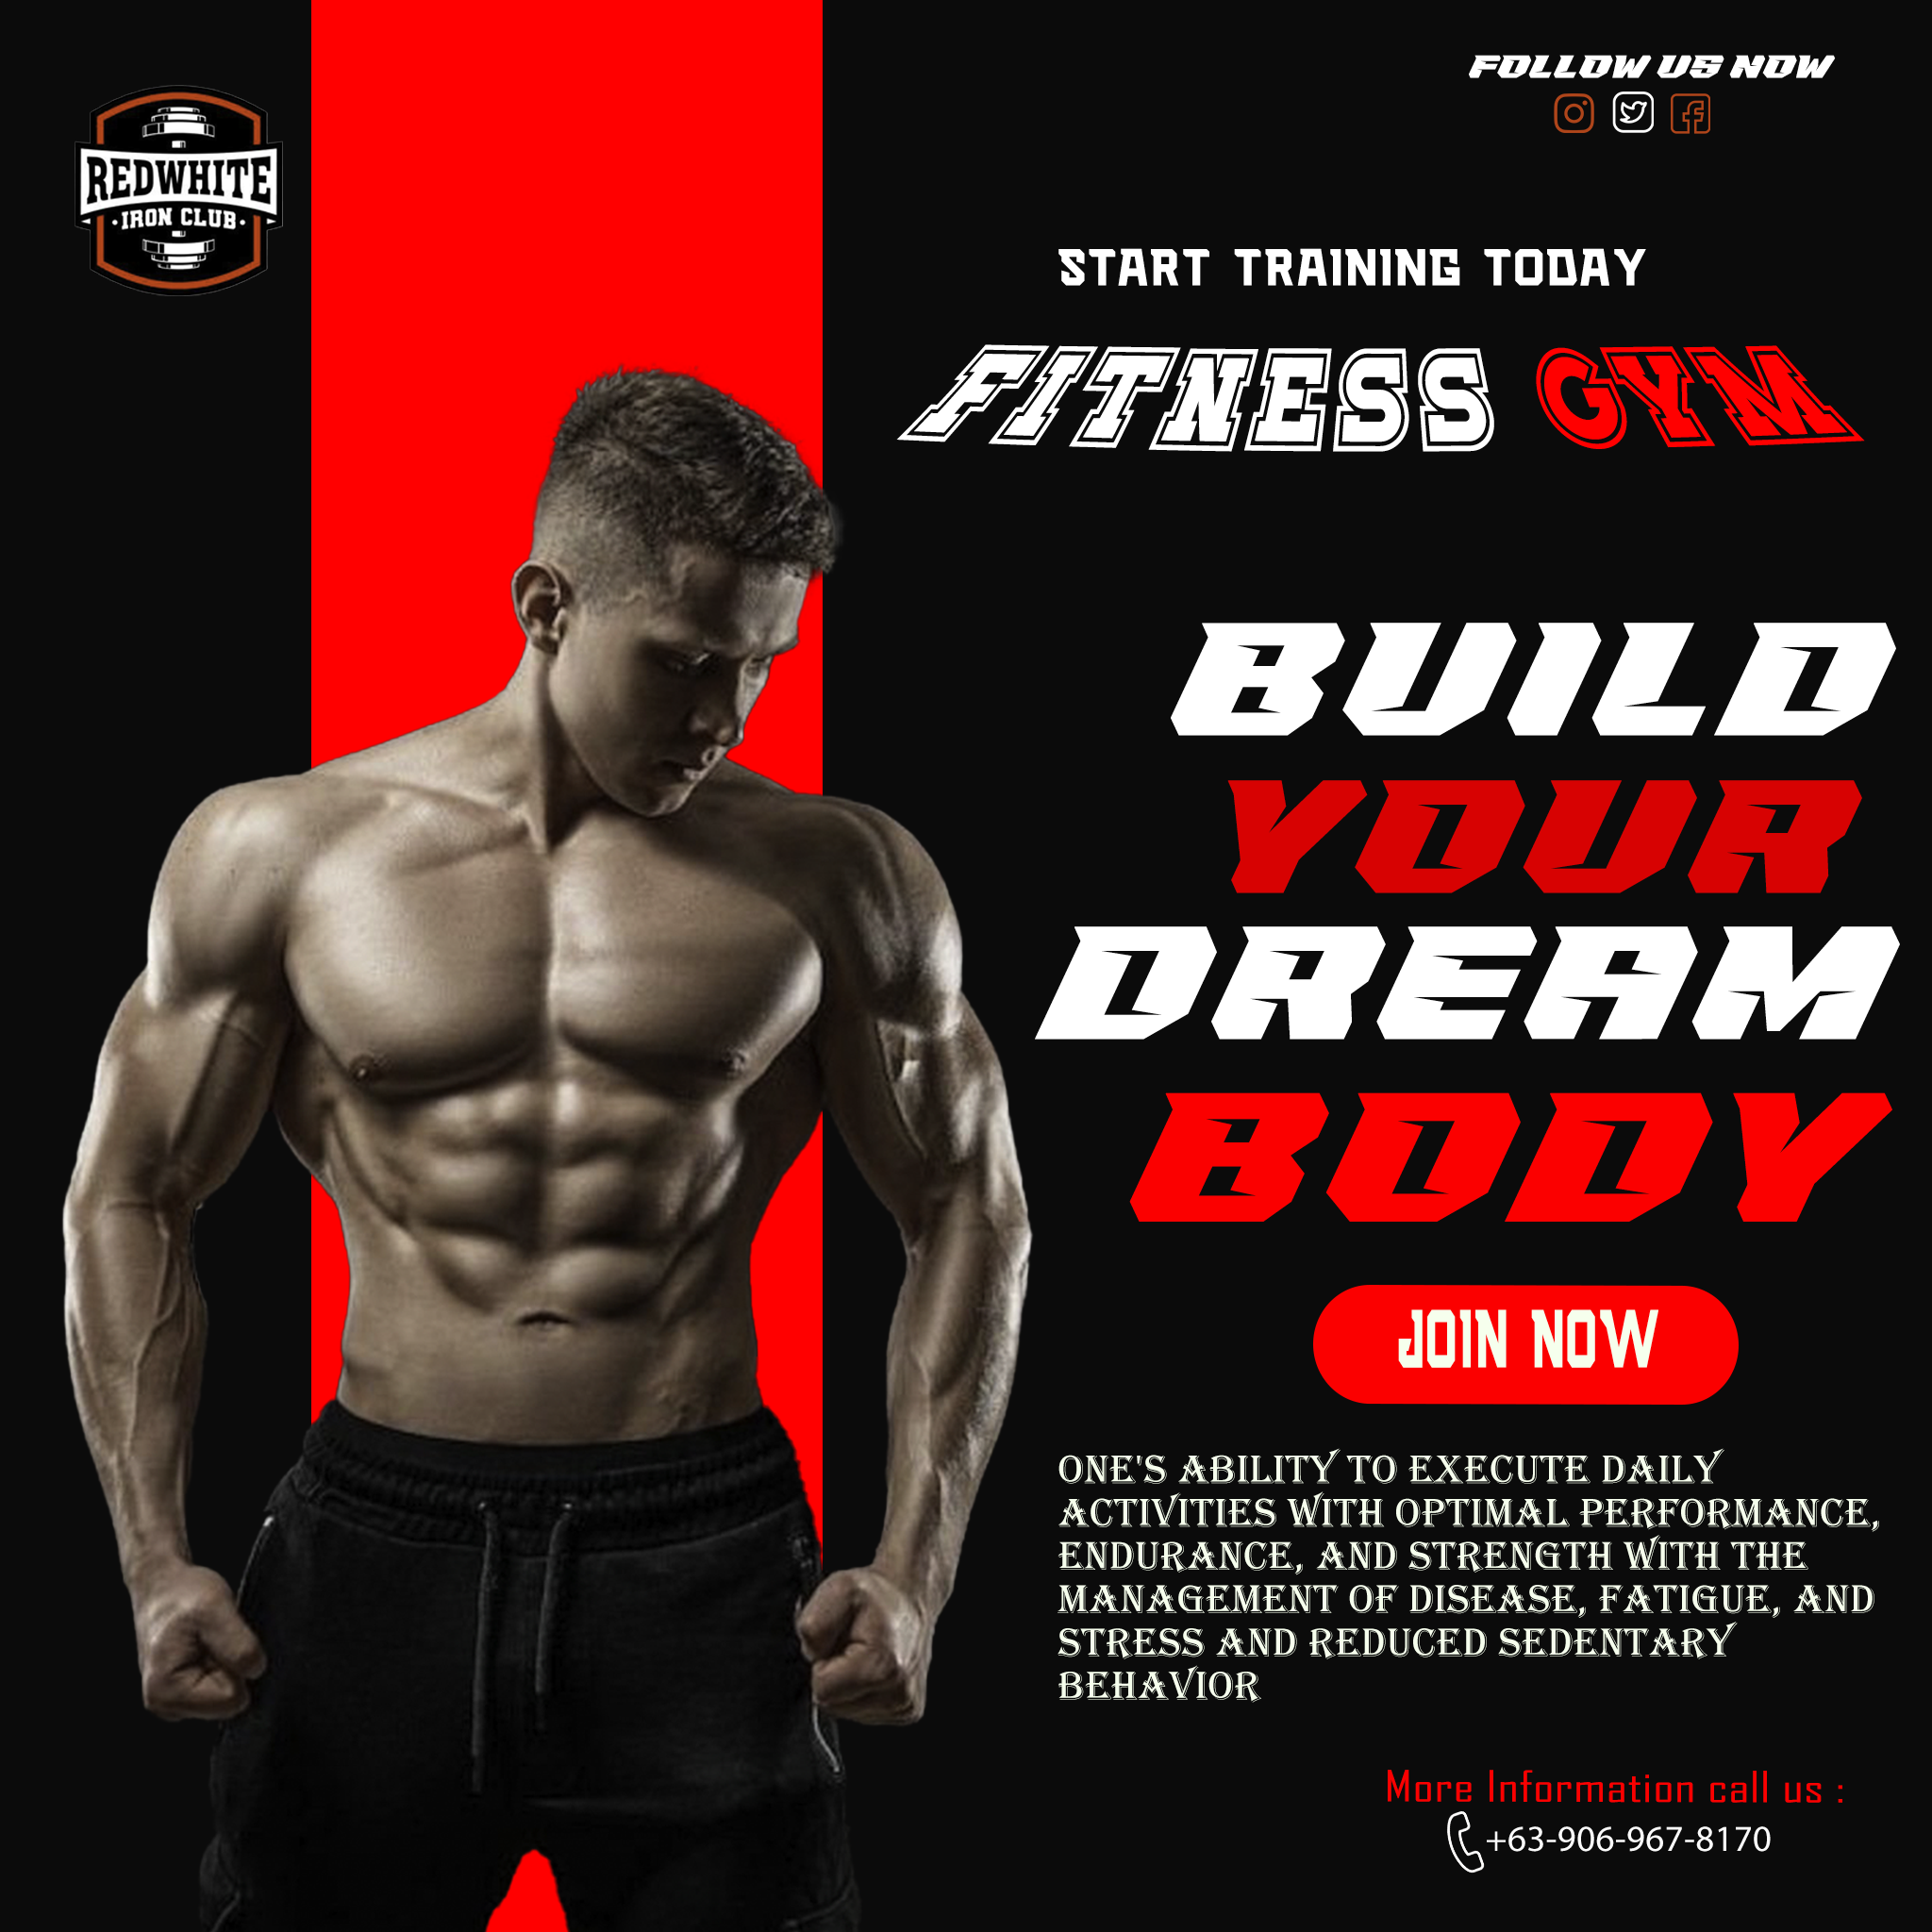 REDWHITE
·IRON CLUB·
FOLLOW US NOW
START TRAINING TODAY
FITNESS GYM
BUILD
YOUR
DREAM
BODY
JOIN NOW
ONE'S ABILITY TO EXECUTE DAILY
ACTIVITIES WITH OPTIMAL PERFORMANCE,
ENDURANCE, AND STRENGTH WITH THE
MANAGEMENT OF DISEASE, FATIGUE, AND
STRESS AND REDUCED SEDENTARY
BEHAVIOR
More Information call us :
+63-906-967-8170